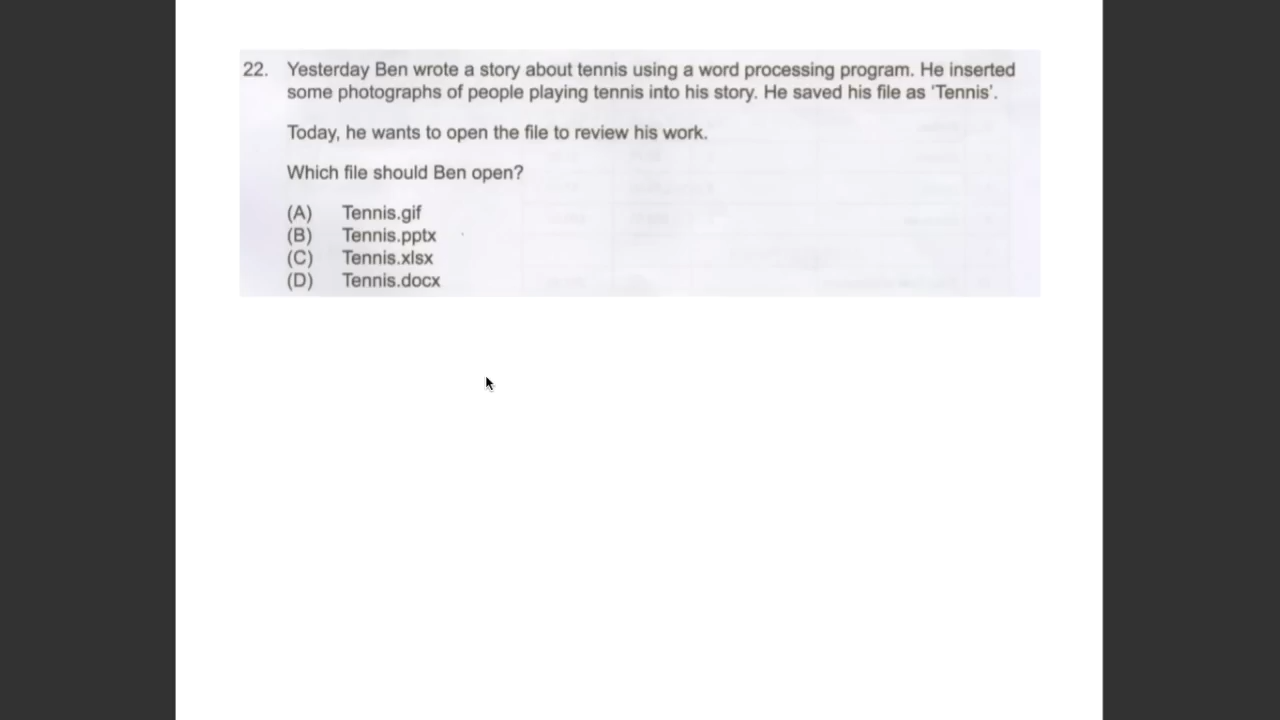 22. Yesterday Ben wrote a story about tennis using a word processing program. He inserted
some photographs of people playing tennis into his story. He saved his file as 'Tennis'.
Today, he wants to open the file to review his work.
Which file should Ben open?
(A) Tennis.gif
(B) Tennis.pptx
(C) Tennis.xlsx
(D) Tennis.docx